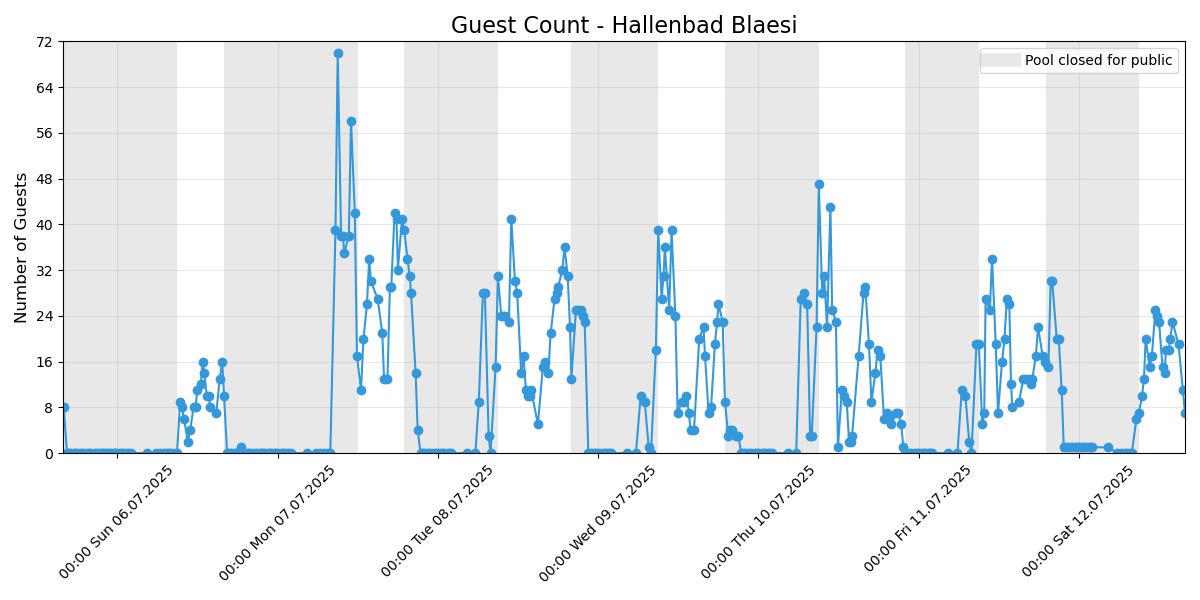 Guest Count - Hallenbad Blaesi
Pool closed for public
Number of Guests
72
64
56
48
40
32
24
16
8
0
00:00 Sun 06.07.2025
00:00 Mon 07.07.2025
00:00 Tue 08.07.2025
00:00 Wed 09.07.2025
00:00 Thu 10.07.2025
00:00 Fri 11.07.2025
00:00 Sat 12.07.2025